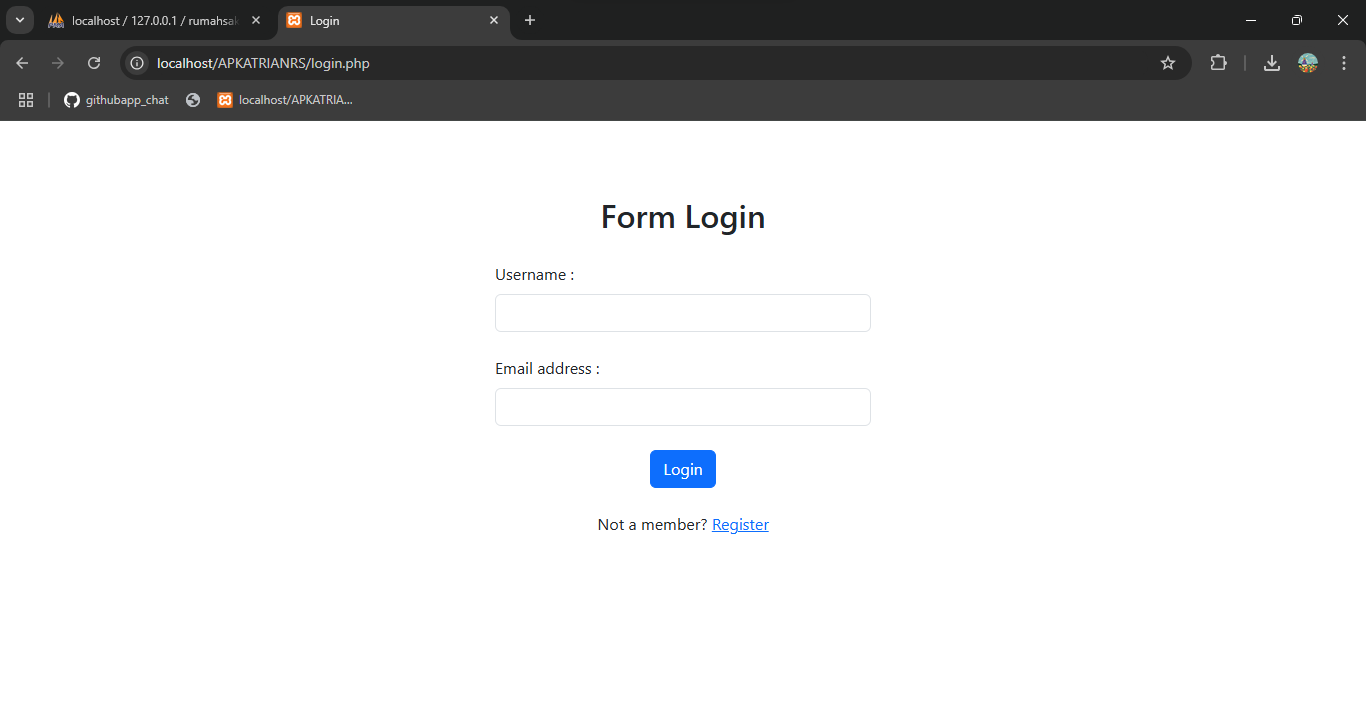 localhost / 127.0.0.1 / rumahsak
Login
localhost/APKATRIANRS/login.php
githubapp_chat
localhost/APKATRIA...
Form Login
Username :
Email address :
Login
Not a member? Register